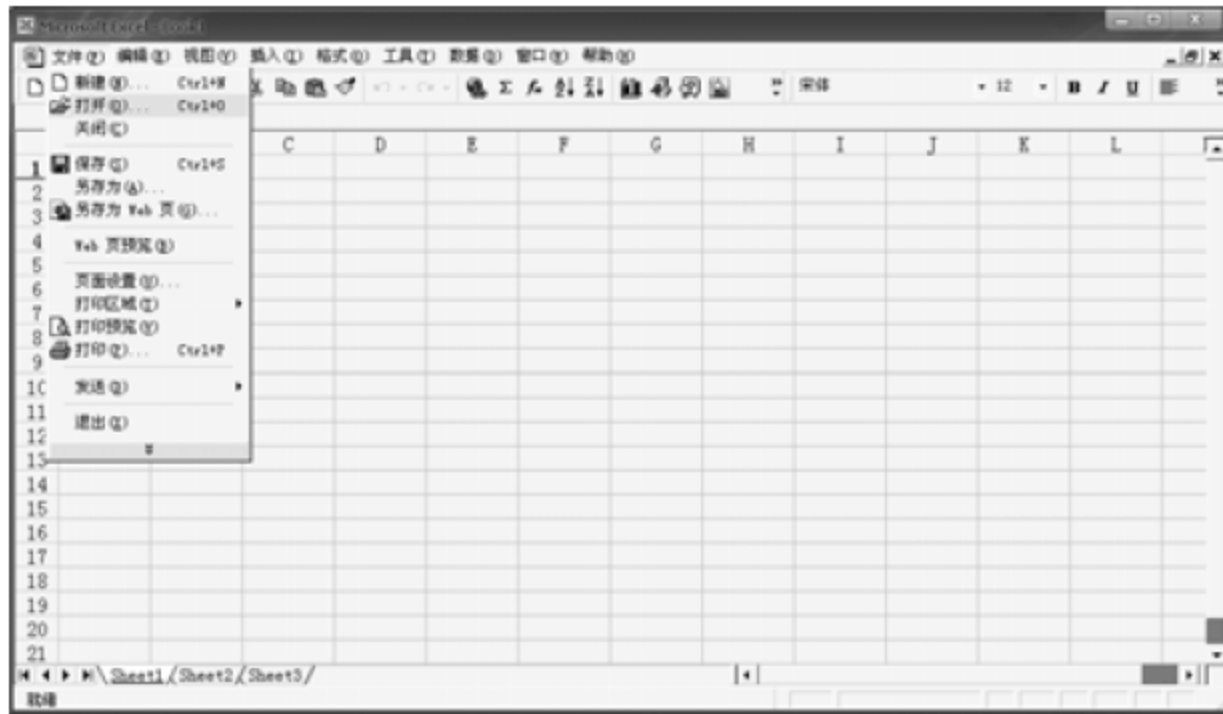 Microsoft Excel - Book1
文件(F) 编辑(E) 视图(V) 插入(I) 格式(O) 工具(T) 数据(D) 窗口(W) 帮助(H)
宋体 12 B I U
新建(N)... Ctrl+N
打开(O)... Ctrl+O
关闭(C)
保存(S) Ctrl+S
另存为(A)...
另存为 Web 页(G)...
Web 页预览(B)
页面设置(U)...
打印区域(T)
打印预览(V)
打印(P)... Ctrl+P
发送(D)
退出(X)
C D E F G H I J K L
1
2
3
4
5
6
7
8
9
10
11
12
13
14
15
16
17
18
19
20
21
Sheet1 Sheet2 Sheet3
就绪